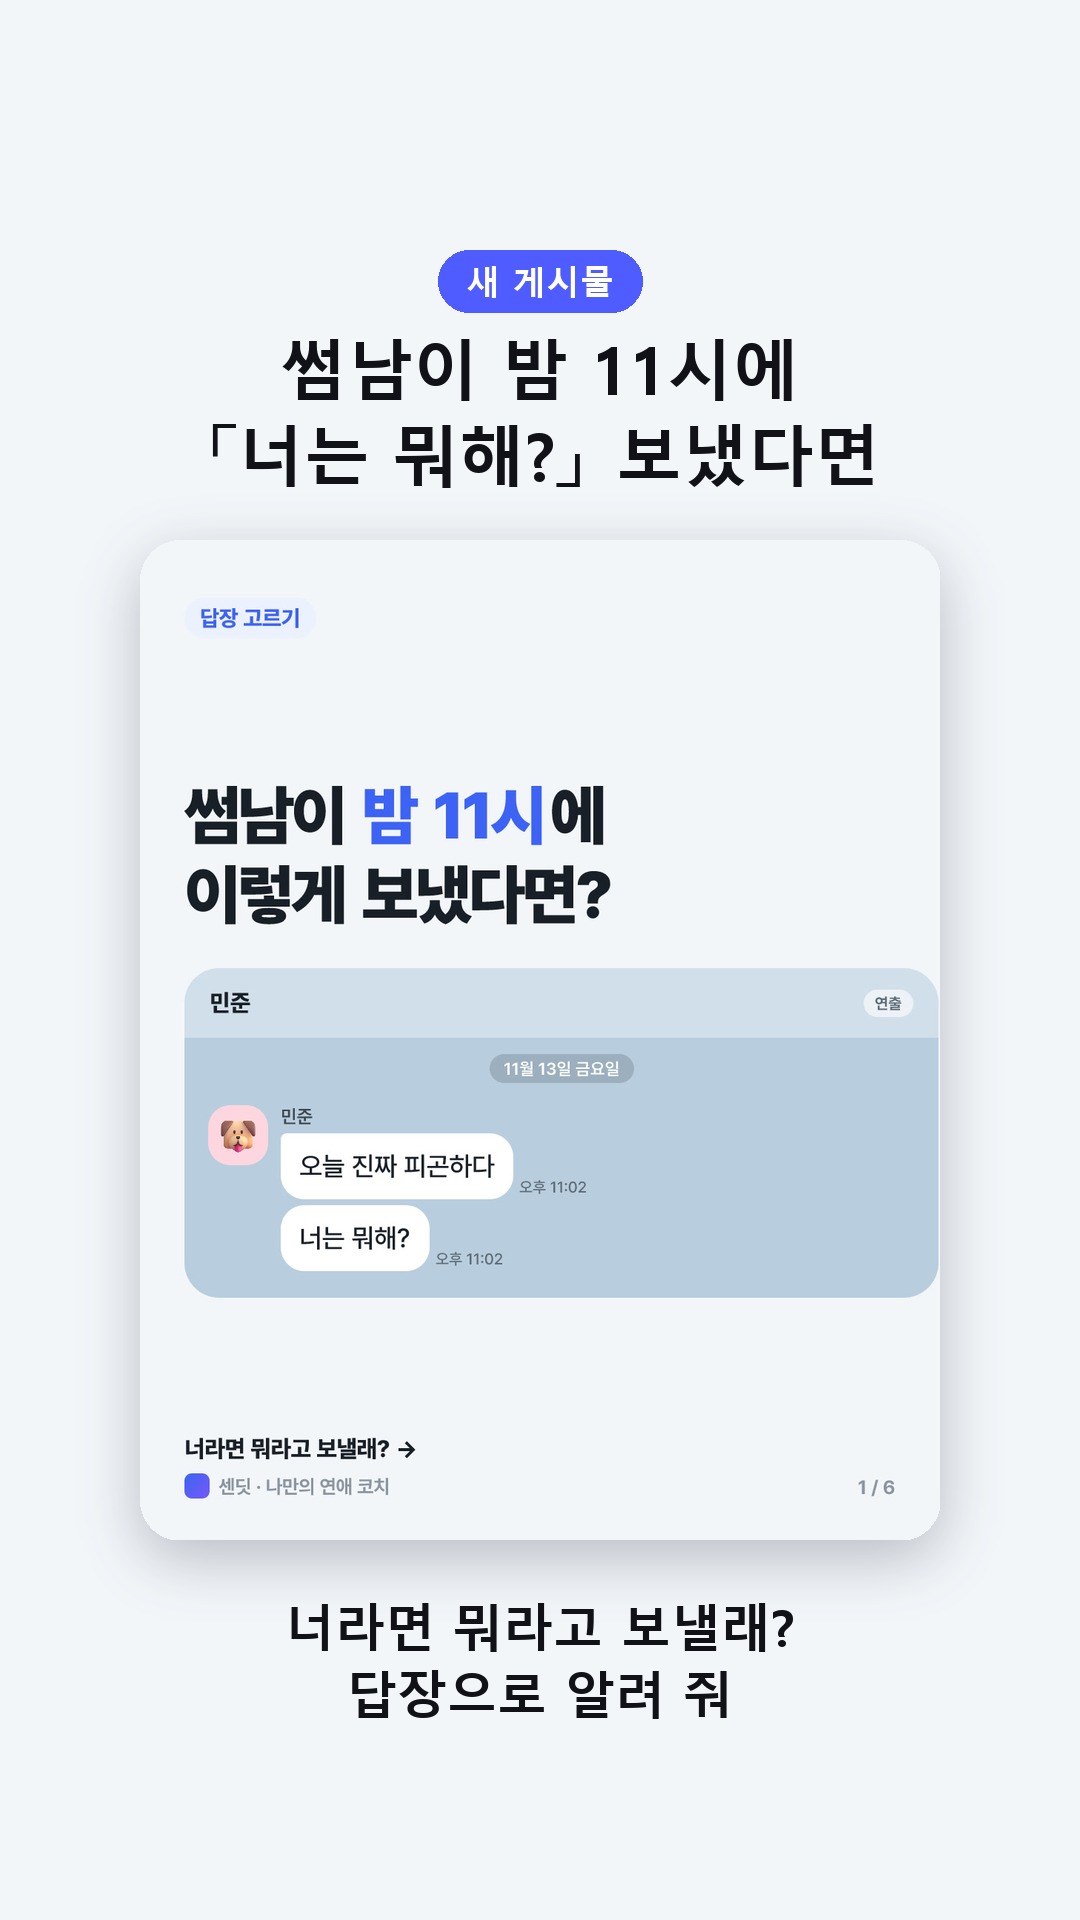 새 게시물
썸남이 밤 11시에
「너는 뭐해?」 보냈다면
답장 고르기
썸남이 밤 11시에
이렇게 보냈다면?
민준
연출
11월 13일 금요일
민준
오늘 진짜 피곤하다
오후 11:02
너는 뭐해?
오후 11:02
너라면 뭐라고 보낼래? →
센딧 · 나만의 연애 코치
1 / 6
너라면 뭐라고 보낼래?
답장으로 알려 줘